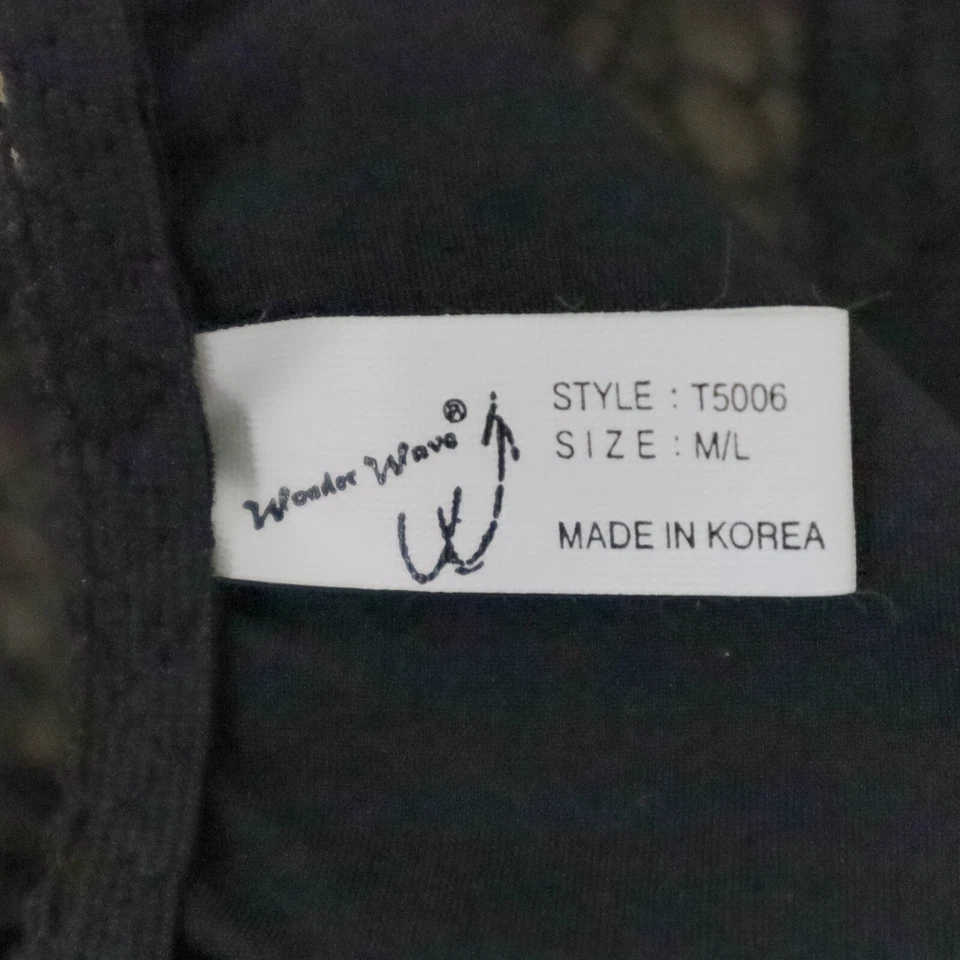 Wonder Wave®
STYLE : T5006
SIZE : M/L
MADE IN KOREA